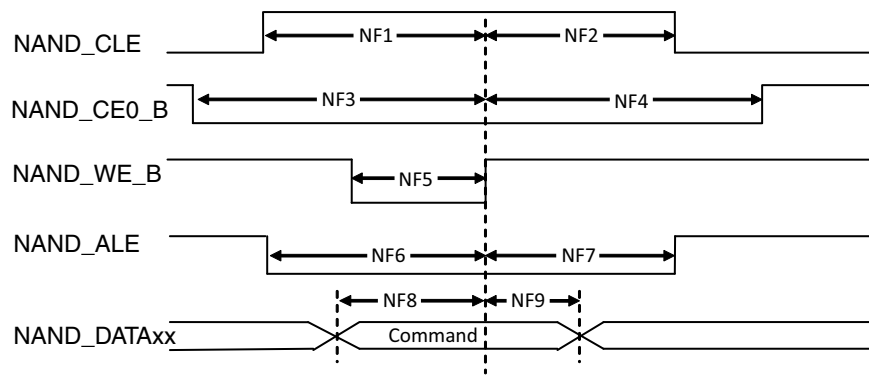 NAND_CLE NF1 NF2
NAND_CE0_B NF3 NF4
NAND_WE_B NF5
NAND_ALE NF6 NF7
NF8 NF9
NAND_DATAxx Command